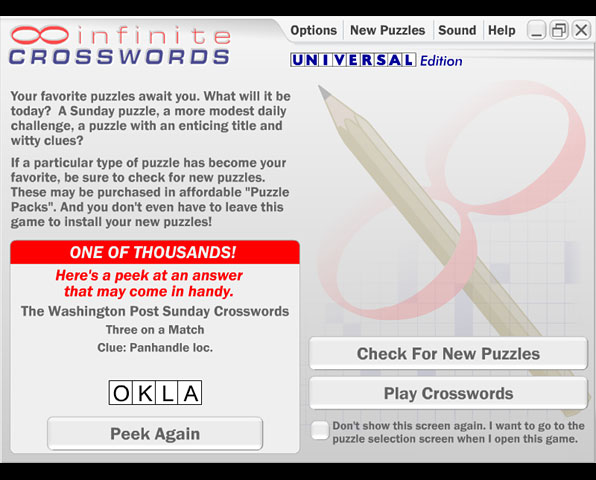 infinite
CROSSWORDS
Options New Puzzles Sound Help
UNIVERSAL Edition
Your favorite puzzles await you. What will it be
today? A Sunday puzzle, a more modest daily
challenge, a puzzle with an enticing title and
witty clues?
If a particular type of puzzle has become your
favorite, be sure to check for new puzzles.
These may be purchased in affordable "Puzzle
Packs". And you don't even have to leave this
game to install your new puzzles!
ONE OF THOUSANDS!
Here's a peek at an answer
that may come in handy.
The Washington Post Sunday Crosswords
Three on a Match
Clue: Panhandle loc.
OKLA
Peek Again
Check For New Puzzles
Play Crosswords
Don't show this screen again. I want to go to the
puzzle selection screen when I open this game.